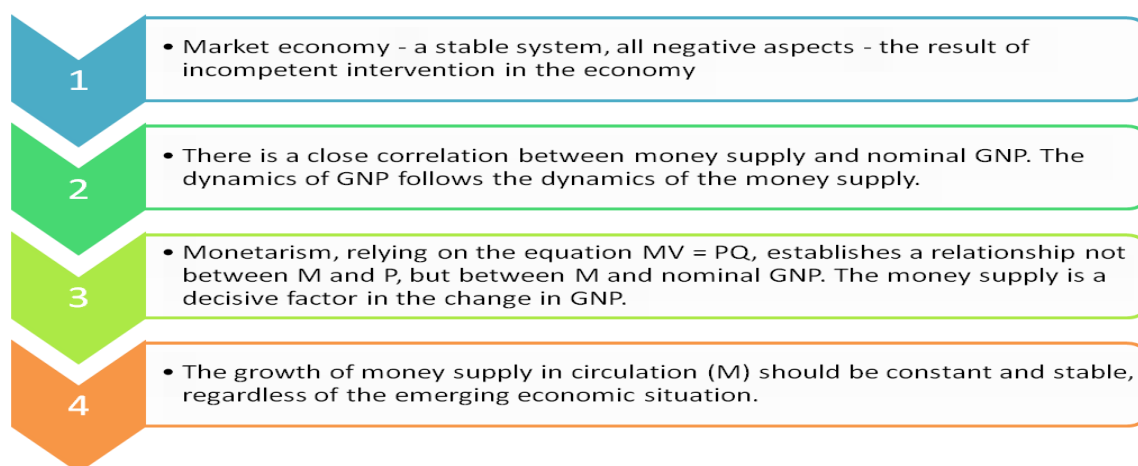 1
• Market economy - a stable system, all negative aspects - the result of
incompetent intervention in the economy
2
• There is a close correlation between money supply and nominal GNP. The
dynamics of GNP follows the dynamics of the money supply.
3
• Monetarism, relying on the equation MV = PQ, establishes a relationship not
between M and P, but between M and nominal GNP. The money supply is a
decisive factor in the change in GNP.
4
• The growth of money supply in circulation (M) should be constant and stable,
regardless of the emerging economic situation.